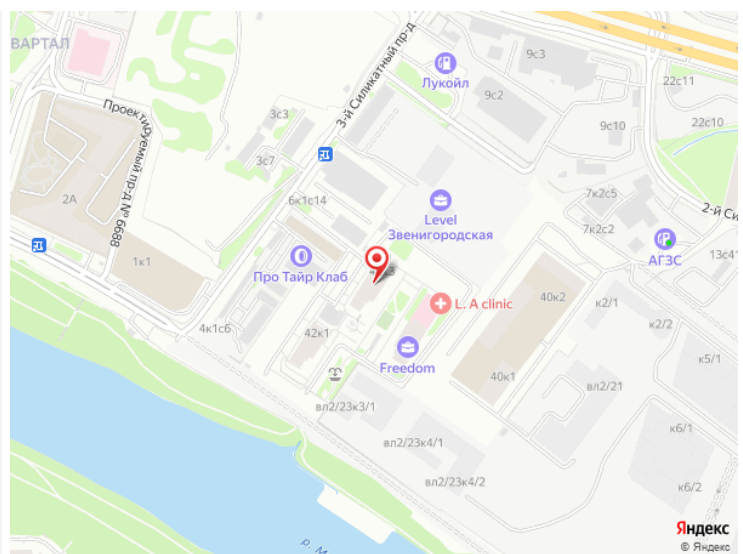 ВАРТАЛ
Проектируемый пр-д № 6688
2А
1к1
3-й Силикатный пр-д
3с3
3с7
6к1с14
Лукойл
9с3
9с2
9с10
22с11
22с10
Level
Звенигородская
7к2с5
7к2с2
2-й Си
АГЗС
13с41
Про Тайр Клаб
4к1с6
42к1
L. A clinic
Freedom
40к2
40к1
к2/1
к2/2
к5/1
вл2/21
к6/1
к6/2
вл2/23к3/1
вл2/23к4/1
вл2/23к4/2
р. М
Яндекс
© Яндекс